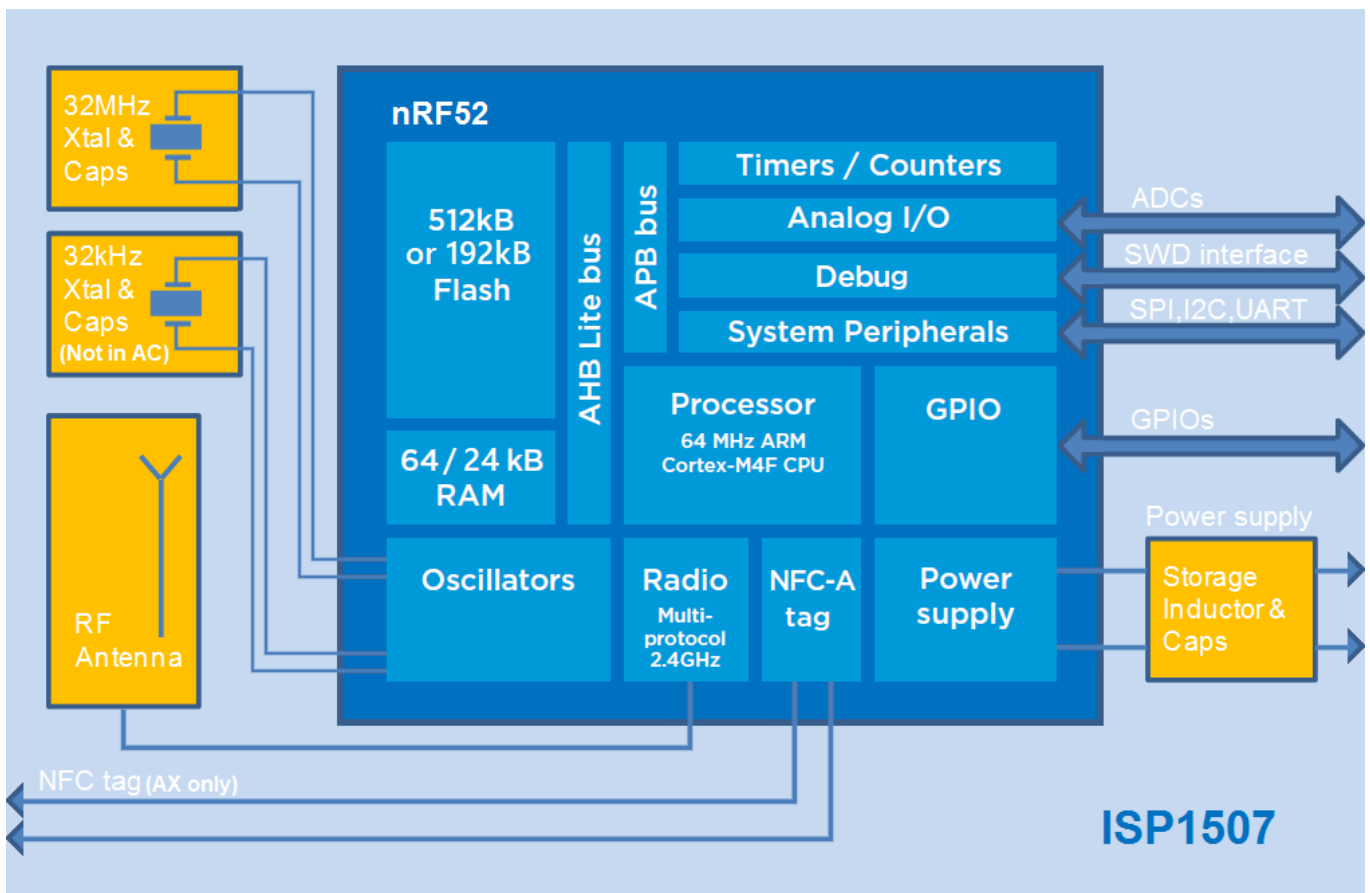 32MHz
Xtal &
Caps
32kHz
Xtal &
Caps
(Not in AC)
RF
Antenna
nRF52
512kB
or 192kB
Flash
64 / 24 kB
RAM
AHB Lite bus
APB bus
Timers / Counters
Analog I/O
Debug
System Peripherals
Processor
64 MHz ARM
Cortex-M4F CPU
GPIO
Oscillators
Radio
Multi-
protocol
2.4GHz
NFC-A
tag
Power
supply
ADCs
SWD interface
SPI,I2C,UART
GPIOs
Power supply
Storage
Inductor &
Caps
NFC tag (AX only)
ISP1507